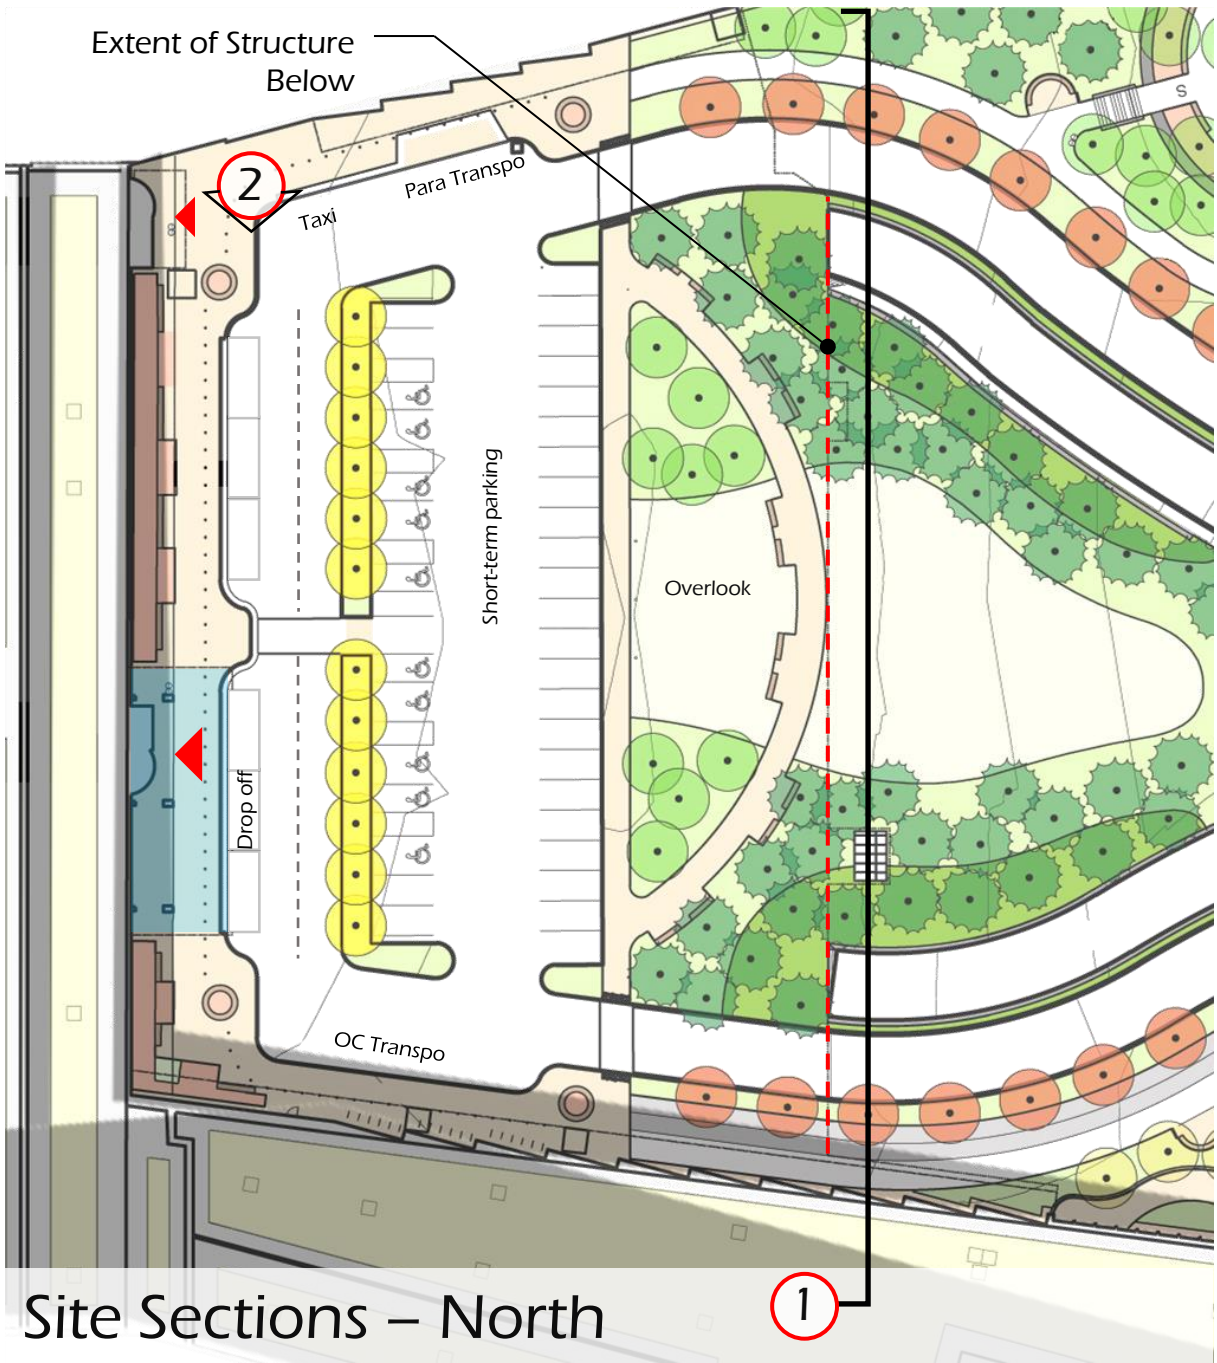 Extent of Structure
Below
S
2
Para Transpo
Taxi
Short-term parking
Overlook
Drop off
OC Transpo
Site Sections – North
1